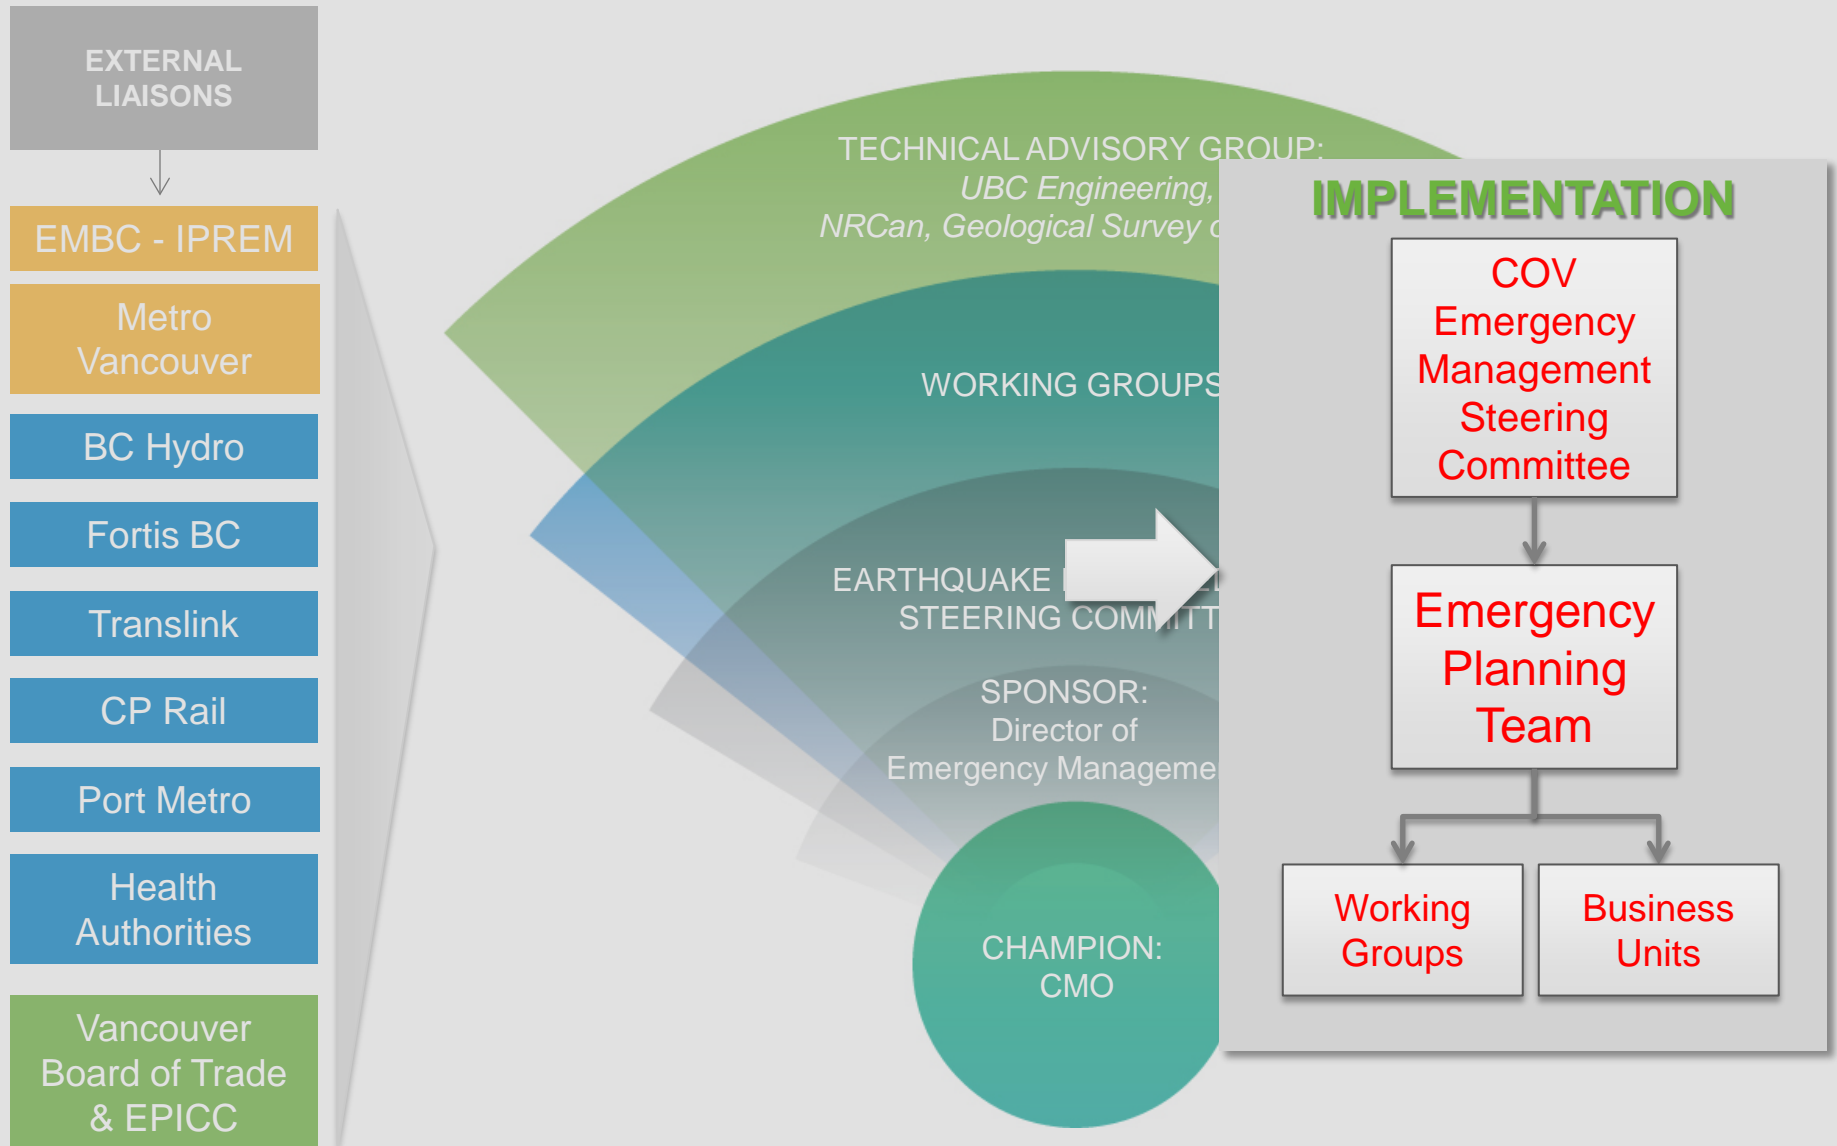 EXTERNAL
LIAISONS
EMBC - IPREM
Metro
Vancouver
BC Hydro
Fortis BC
Translink
CP Rail
Port Metro
Health
Authorities
Vancouver
Board of Trade
& EPICC
TECHNICAL ADVISORY GROUP:
UBC Engineering,
NRCan, Geological Survey
WORKING GROUPS
EARTHQUAKE
STEERING
SPONSOR:
Director of
Emergency
CHAMPION:
CMO
IMPLEMENTATION
COV
Emergency
Management
Steering
Committee
Emergency
Planning
Team
Working
Groups
Business
Units